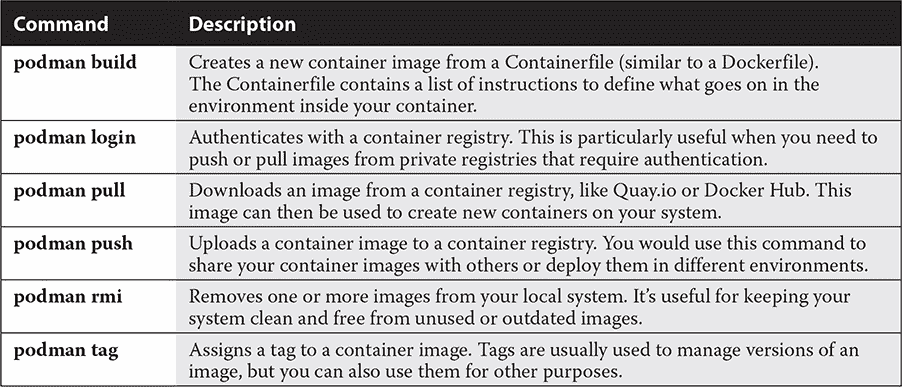 Command Description
podman build Creates a new container image from a Containerfile (similar to a Dockerfile).
The Containerfile contains a list of instructions to define what goes on in the
environment inside your container.
podman login Authenticates with a container registry. This is particularly useful when you need to
push or pull images from private registries that require authentication.
podman pull Downloads an image from a container registry, like Quay.io or Docker Hub. This
image can then be used to create new containers on your system.
podman push Uploads a container image to a container registry. You would use this command to
share your container images with others or deploy them in different environments.
podman rmi Removes one or more images from your local system. It’s useful for keeping your
system clean and free from unused or outdated images.
podman tag Assigns a tag to a container image. Tags are usually used to manage versions of an
image, but you can also use them for other purposes.